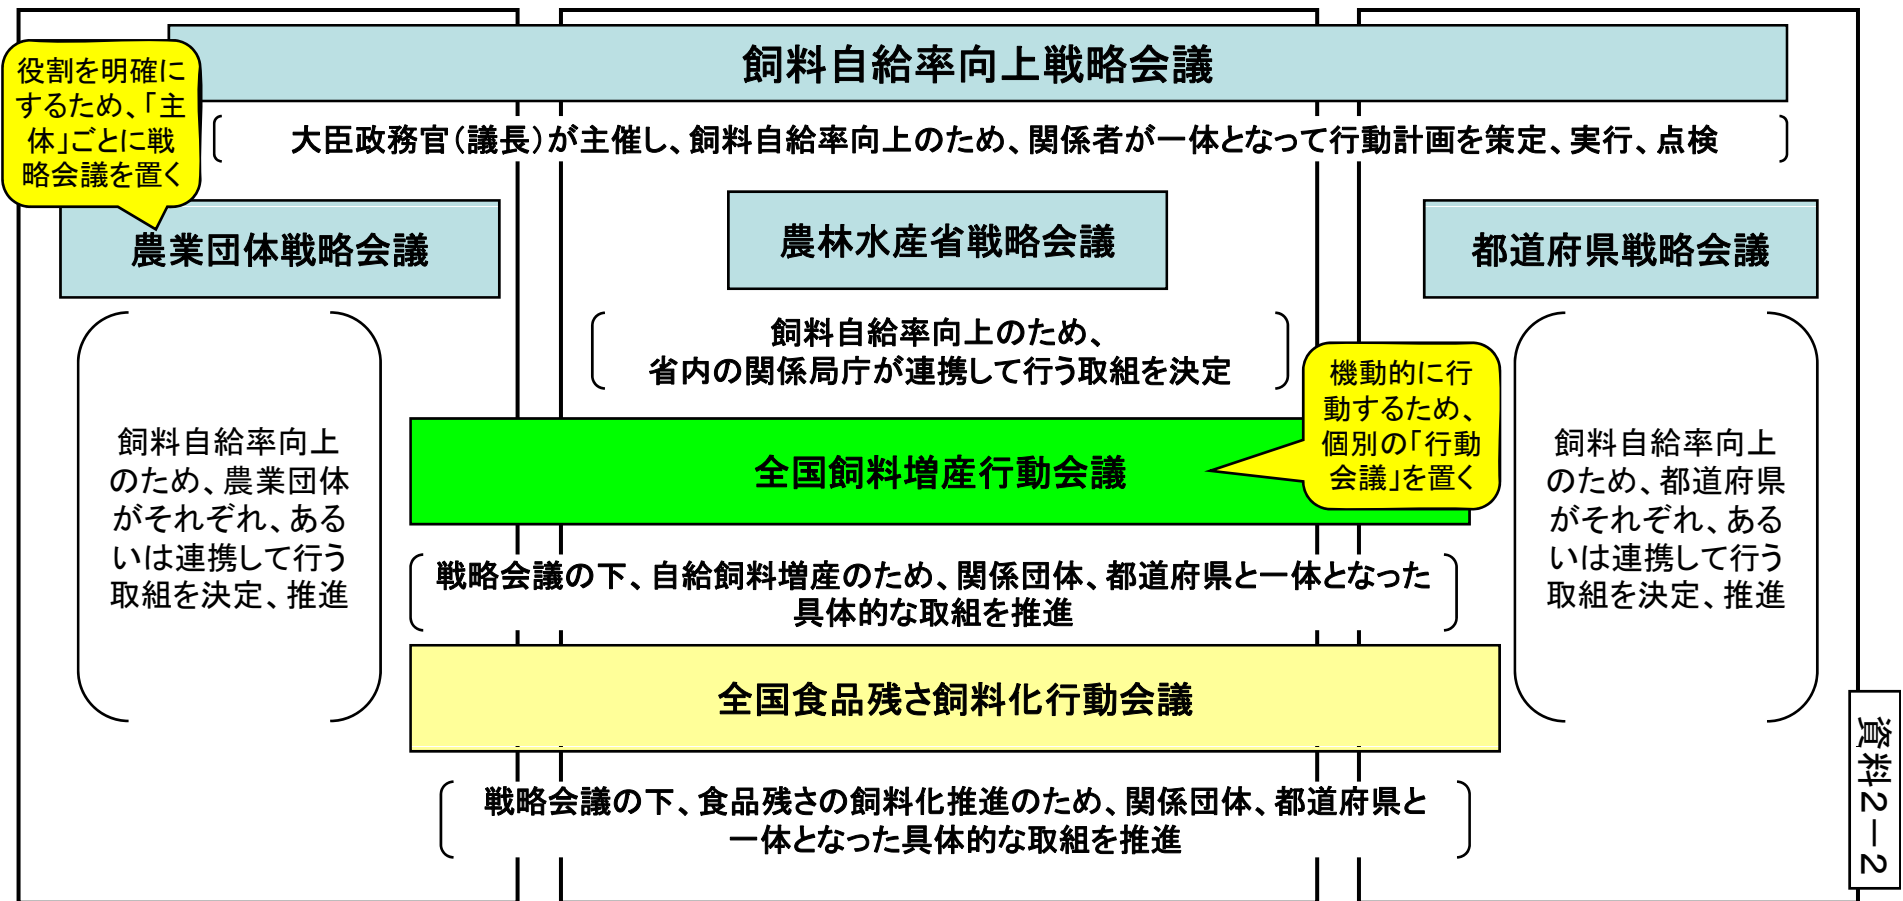 飼料自給率向上戦略会議
役割を明確に
するため、「主
体」ごとに戦
略会議を置く
大臣政務官(議長)が主催し、飼料自給率向上のため、関係者が一体となって行動計画を策定、実行、点検
農業団体戦略会議
農林水産省戦略会議
都道府県戦略会議
飼料自給率向上のため、
省内の関係局庁が連携して行う取組を決定
機動的に行
動するため、
個別の「行動
会議」を置く
飼料自給率向上
のため、農業団体
がそれぞれ、ある
いは連携して行う
取組を決定、推進
全国飼料増産行動会議
飼料自給率向上
のため、都道府県
がそれぞれ、ある
いは連携して行う
取組を決定、推進
戦略会議の下、自給飼料増産のため、関係団体、都道府県と一体となった
具体的な取組を推進
全国食品残さ飼料化行動会議
戦略会議の下、食品残さの飼料化推進のため、関係団体、都道府県と
一体となった具体的な取組を推進
資料2-2